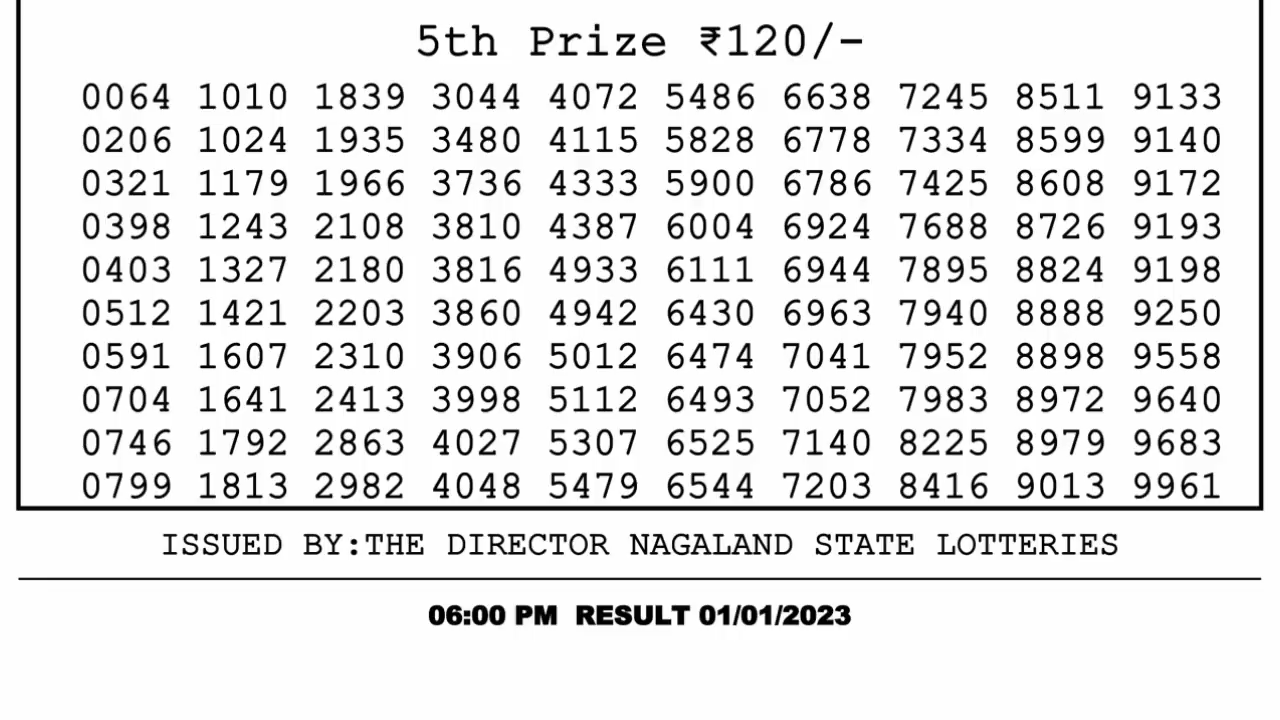 5th Prize ₹120/-
0064 1010 1839 3044 4072 5486 6638 7245 8511 9133
0206 1024 1935 3480 4115 5828 6778 7334 8599 9140
0321 1179 1966 3736 4333 5900 6786 7425 8608 9172
0398 1243 2108 3810 4387 6004 6924 7688 8726 9193
0403 1327 2180 3816 4933 6111 6944 7895 8824 9198
0512 1421 2203 3860 4942 6430 6963 7940 8888 9250
0591 1607 2310 3906 5012 6474 7041 7952 8898 9558
0704 1641 2413 3998 5112 6493 7052 7983 8972 9640
0746 1792 2863 4027 5307 6525 7140 8225 8979 9683
0799 1813 2982 4048 5479 6544 7203 8416 9013 9961
ISSUED BY:THE DIRECTOR NAGALAND STATE LOTTERIES
06:00 PM RESULT 01/01/2023